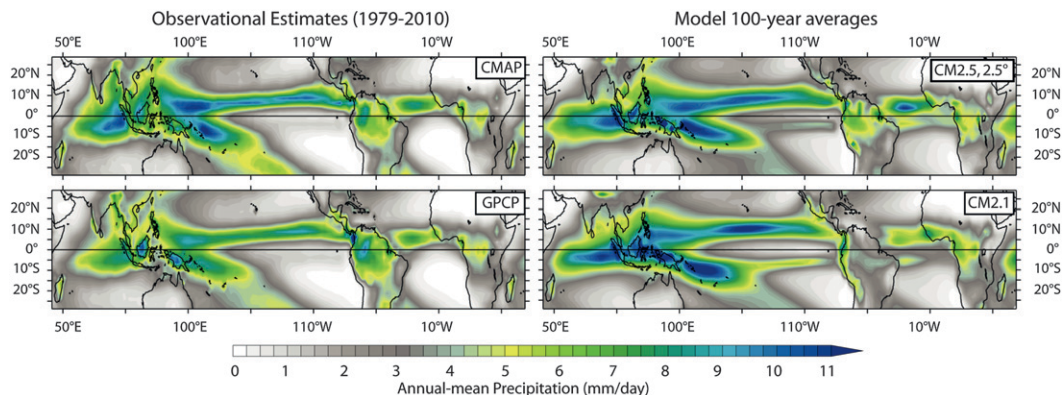 Observational Estimates (1979-2010) Model 100-year averages
50°E 100°E 110°W 10°W 50°E 100°E 110°W 10°W
20°N CMAP CM2.5, 2.5° 20°N
10°N 10°N
0° 0°
10°S 10°S
20°S 20°S
20°N GPCP CM2.1 20°N
10°N 10°N
0° 0°
10°S 10°S
20°S 20°S
50°E 100°E 110°W 10°W 50°E 100°E 110°W 10°W
0 1 2 3 4 5 6 7 8 9 10 11
Annual-mean Precipitation (mm/day)